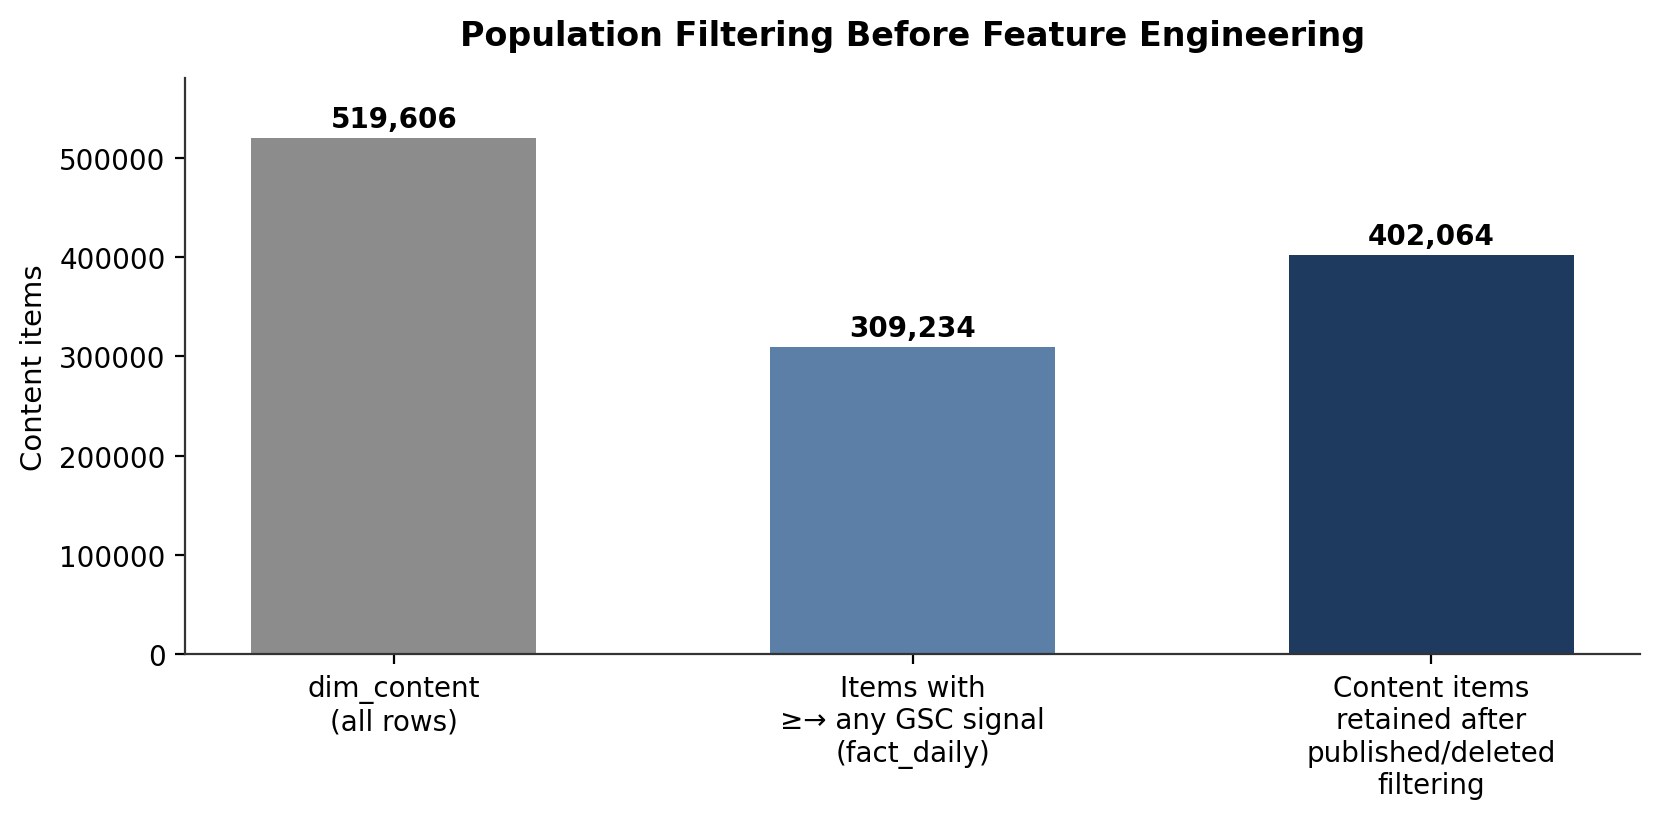 Population Filtering Before Feature Engineering
Content items
500000
400000
300000
200000
100000
0
519,606
309,234
402,064
dim_content
(all rows)
Items with
≥→ any GSC signal
(fact_daily)
Content items
retained after
published/deleted
filtering